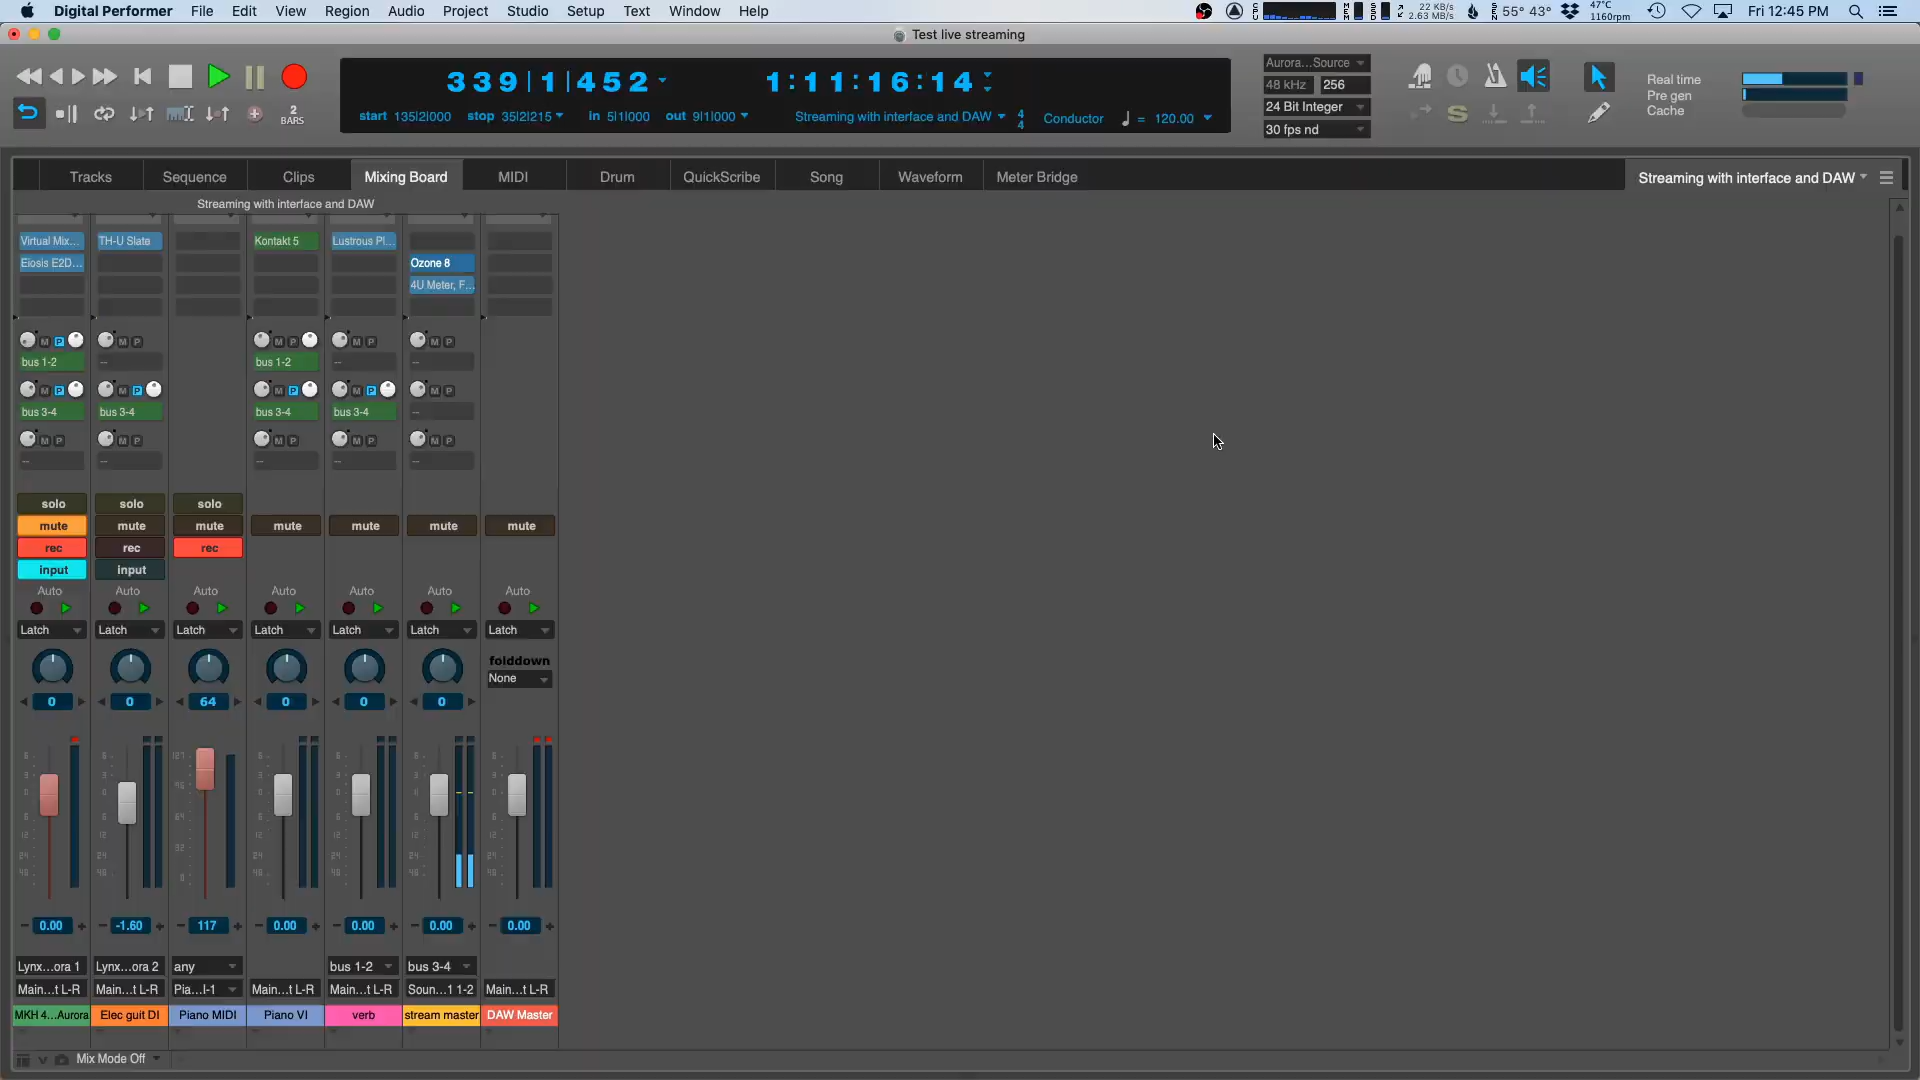 Digital Performer File Edit View Region Audio Project Studio Setup Text Window Help
22 KB/s
2.63 MB/s
55° 43°
47°C
1160rpm
Fri 12:45 PM
Test live streaming
339|1|452
1:11:16:14
start 135|2|000 stop 35|2|215 in 5|1|000 out 9|1|000
Streaming with interface and DAW
4
4
Conductor
= 120.00
2
BARS
Aurora...Source
48 kHz 256
24 Bit Integer
30 fps nd
S
Real time
Pre gen
Cache
Tracks Sequence Clips Mixing Board MIDI Drum QuickScribe Song Waveform Meter Bridge
Streaming with interface and DAW
Streaming with interface and DAW
Virtual Mix... TH-U Slate Kontakt 5 Lustrous Pl...
Eiosis E2D... Ozone 8
4U Meter, F...
M P M P M P M P M P
bus 1-2 -- bus 1-2 -- --
M P M P M P M P M P
bus 3-4 bus 3-4 bus 3-4 bus 3-4 --
M P M P M P M P M P
-- -- -- -- --
solo solo solo
mute mute mute mute mute mute mute
rec rec rec
input input
Auto Auto Auto Auto Auto Auto Auto
Latch Latch Latch Latch Latch Latch Latch
folddown
None
0 0 64 0 0 0
0.00 -1.60 117 0.00 0.00 0.00 0.00
Lynx...ora 1 Lynx...ora 2 any bus 1-2 bus 3-4
Main...t L-R Main...t L-R Pia...l-1 Main...t L-R Main...t L-R Soun...1 1-2 Main...t L-R
MKH 4...Aurora Elec guit DI Piano MIDI Piano VI verb stream master DAW Master
Mix Mode Off